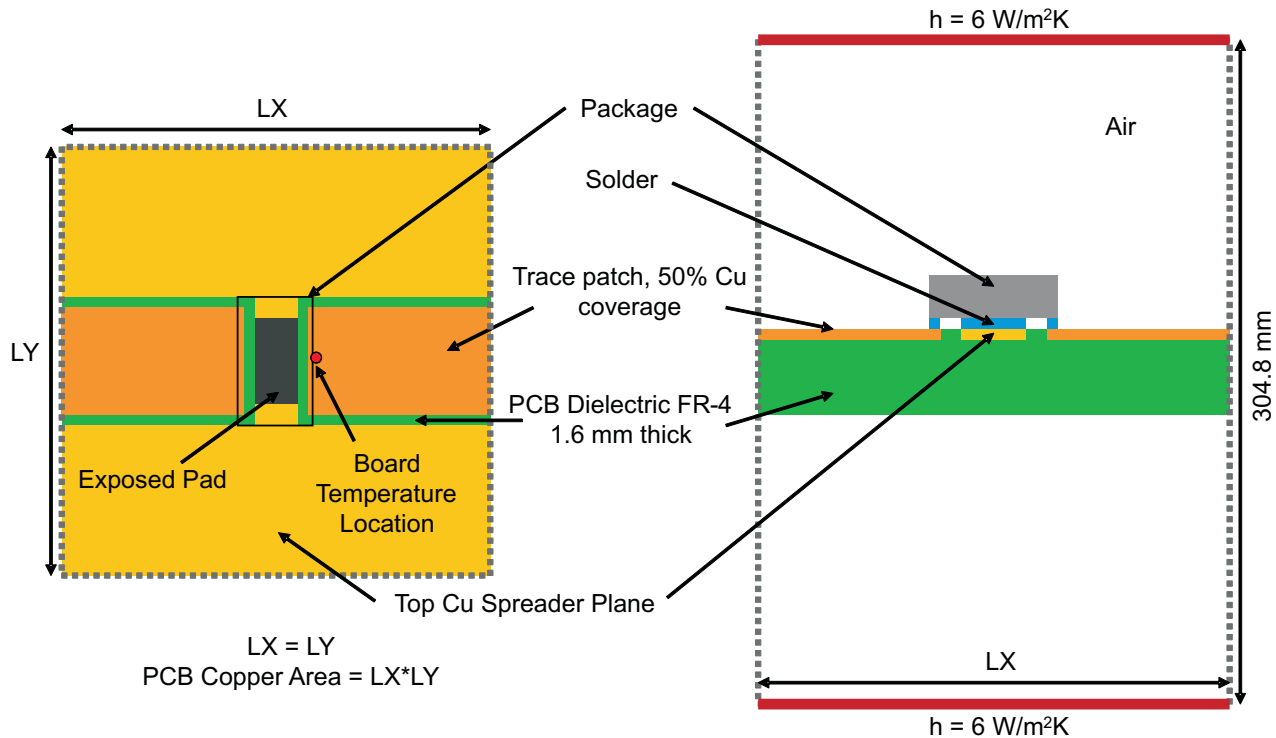 h = 6 W/m²K
LX
Package
Air
Solder
LY
Trace patch, 50% Cu
coverage
304.8 mm
PCB Dielectric FR-4
1.6 mm thick
Exposed Pad
Board
Temperature
Location
Top Cu Spreader Plane
LX = LY
PCB Copper Area = LX*LY
LX
h = 6 W/m²K